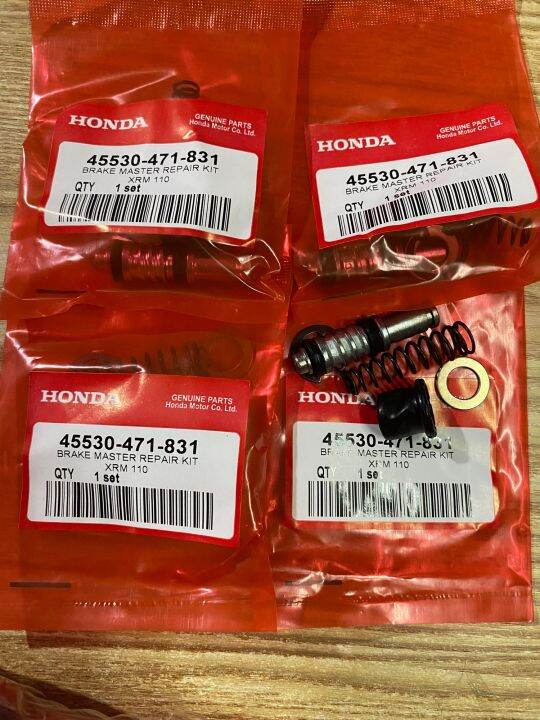 HONDA
GENUINE PARTS
Honda Motor Co. Ltd.
45530-471-831
BRAKE MASTER REPAIR KIT
XRM 110
QTY 1 set
HONDA
GENUINE PARTS
Honda Motor Co. Ltd.
45530-471-831
BRAKE MASTER REPAIR KIT
XRM 110
QTY 1 set
HONDA
GENUINE PARTS
Honda Motor Co. Ltd.
45530-471-831
BRAKE MASTER REPAIR KIT
XRM 110
QTY 1 set
45530-471-831
BRAKE MASTER REPAIR KIT
XRM 110
QTY 1 set